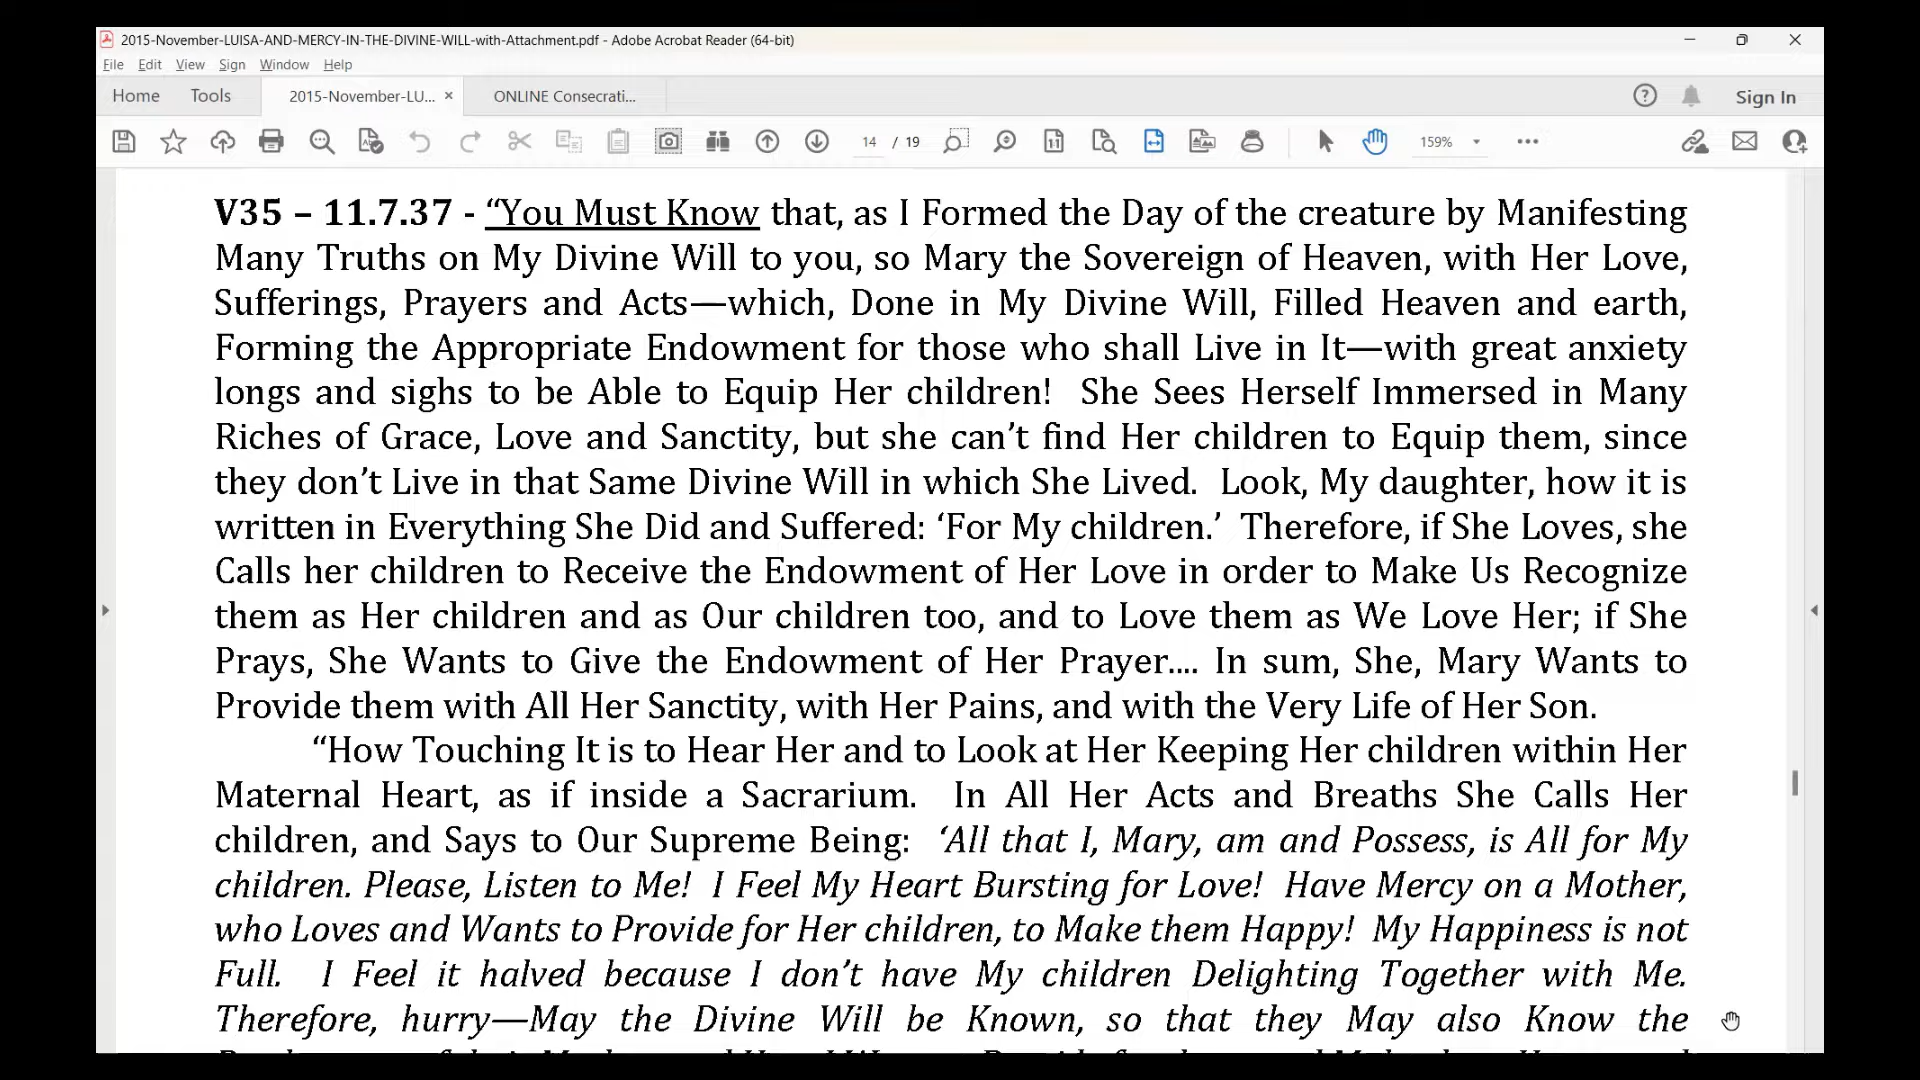 2015-November-LUISA-AND-MERCY-IN-THE-DIVINE-WILL-with-Attachment.pdf - Adobe Acrobat Reader (64-bit)
File Edit View Sign Window Help
Home Tools 2015-November-LU... × ONLINE Consecrati... Sign In
14 / 19 159%
V35 – 11.7.37 - “You Must Know that, as I Formed the Day of the creature by Manifesting
Many Truths on My Divine Will to you, so Mary the Sovereign of Heaven, with Her Love,
Sufferings, Prayers and Acts—which, Done in My Divine Will, Filled Heaven and earth,
Forming the Appropriate Endowment for those who shall Live in It—with great anxiety
longs and sighs to be Able to Equip Her children! She Sees Herself Immersed in Many
Riches of Grace, Love and Sanctity, but she can’t find Her children to Equip them, since
they don’t Live in that Same Divine Will in which She Lived. Look, My daughter, how it is
written in Everything She Did and Suffered: ‘For My children.’ Therefore, if She Loves, she
Calls her children to Receive the Endowment of Her Love in order to Make Us Recognize
them as Her children and as Our children too, and to Love them as We Love Her; if She
Prays, She Wants to Give the Endowment of Her Prayer.... In sum, She, Mary Wants to
Provide them with All Her Sanctity, with Her Pains, and with the Very Life of Her Son.
“How Touching It is to Hear Her and to Look at Her Keeping Her children within Her
Maternal Heart, as if inside a Sacrarium. In All Her Acts and Breaths She Calls Her
children, and Says to Our Supreme Being: ‘All that I, Mary, am and Possess, is All for My
children. Please, Listen to Me! I Feel My Heart Bursting for Love! Have Mercy on a Mother,
who Loves and Wants to Provide for Her children, to Make them Happy! My Happiness is not
Full. I Feel it halved because I don’t have My children Delighting Together with Me.
Therefore, hurry—May the Divine Will be Known, so that they May also Know the